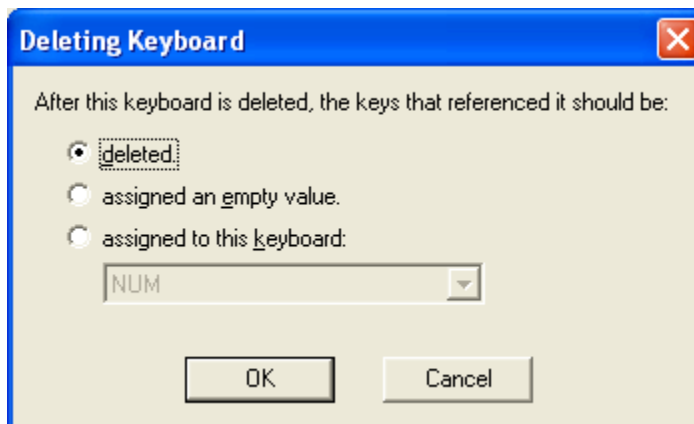 Deleting Keyboard
After this keyboard is deleted, the keys that referenced it should be:
deleted.
assigned an empty value.
assigned to this keyboard:
NUM
OK
Cancel